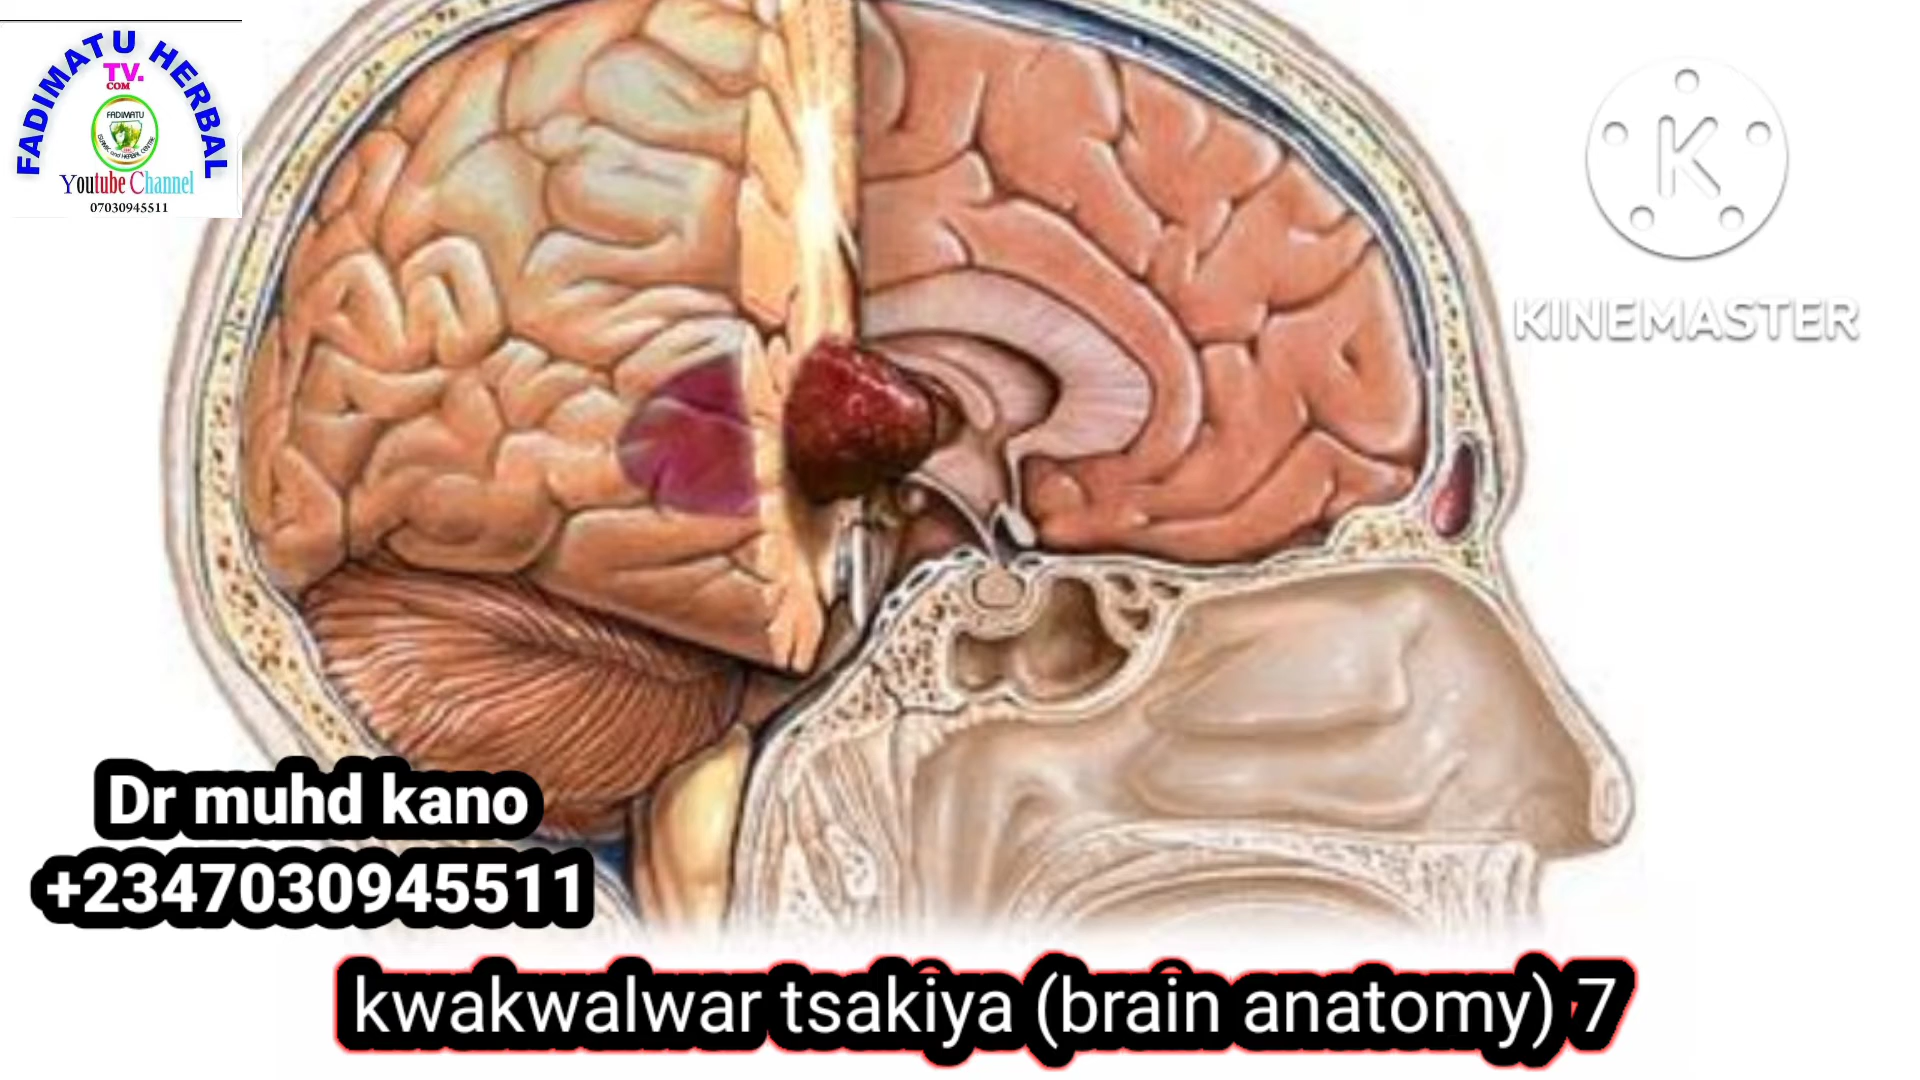 FADIMATU HERBAL
TV.
COM
FADIMATU
Youtube Channel
07030945511
KINEMASTER
Dr muhd kano
+2347030945511
kwakwalwar tsakiya (brain anatomy) 7